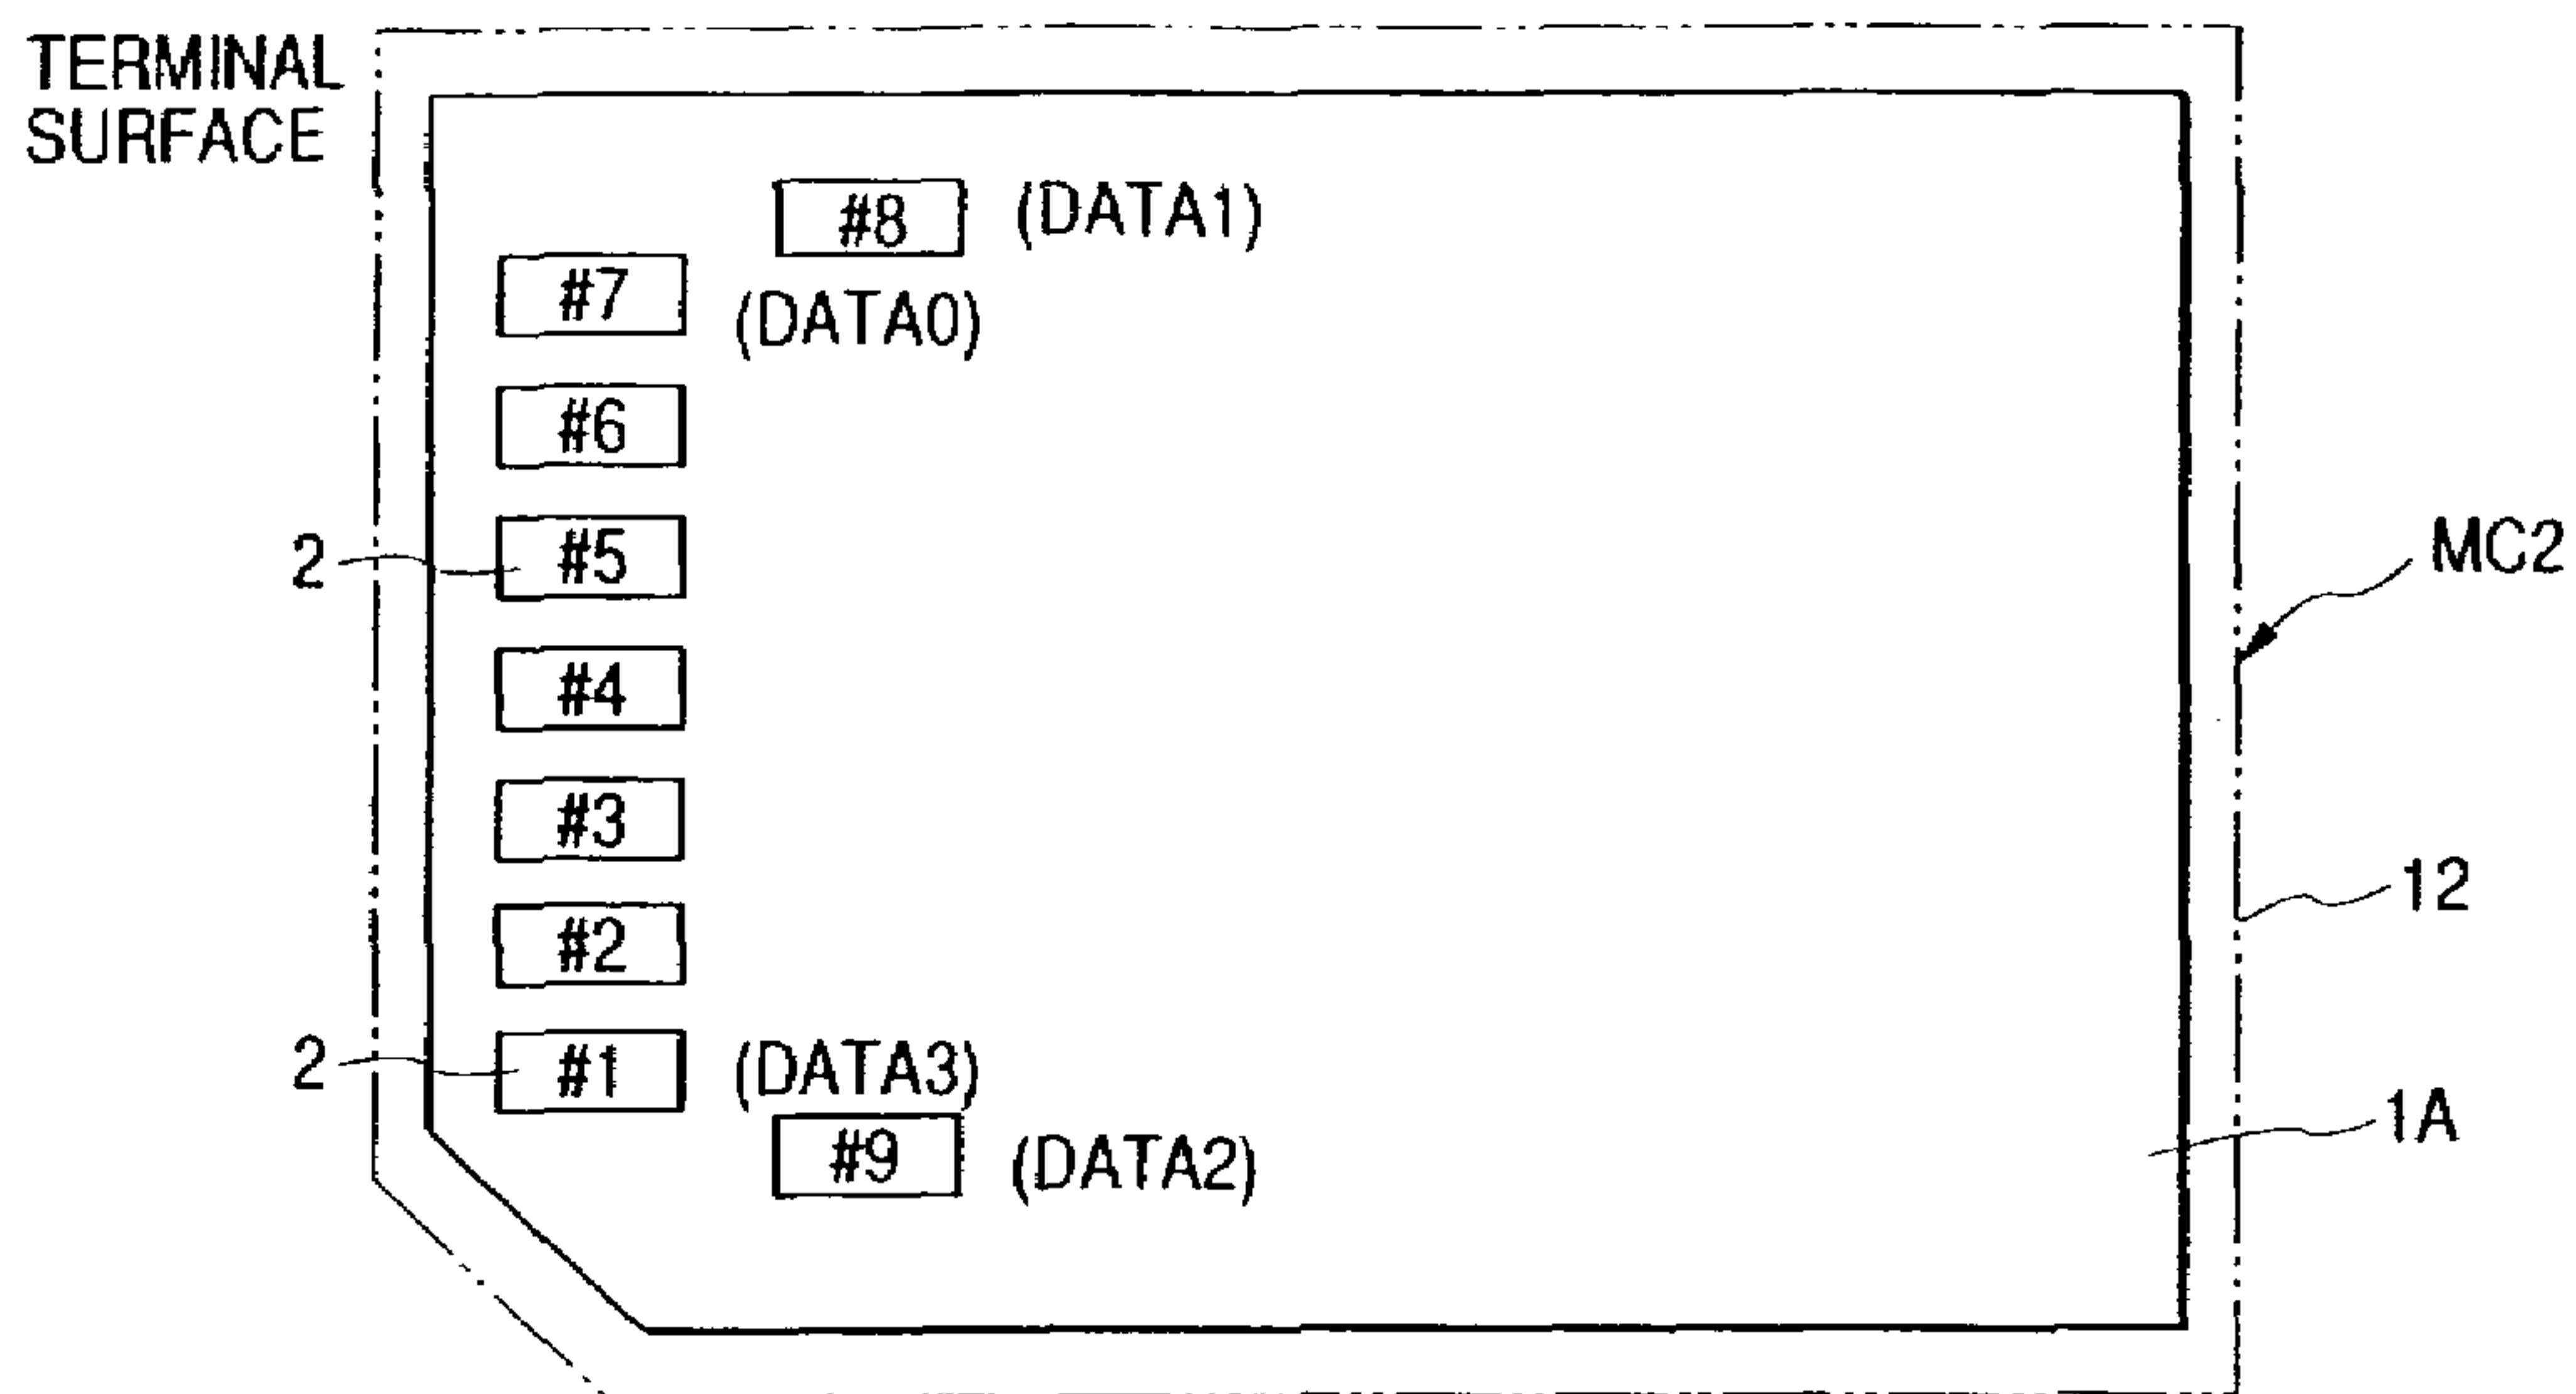 TERMINAL
SURFACE
#8 (DATA1)
#7 (DATA0)
#6
2 #5
MC2
#4
#3
12
#2
2 #1 (DATA3)
1A
#9 (DATA2)